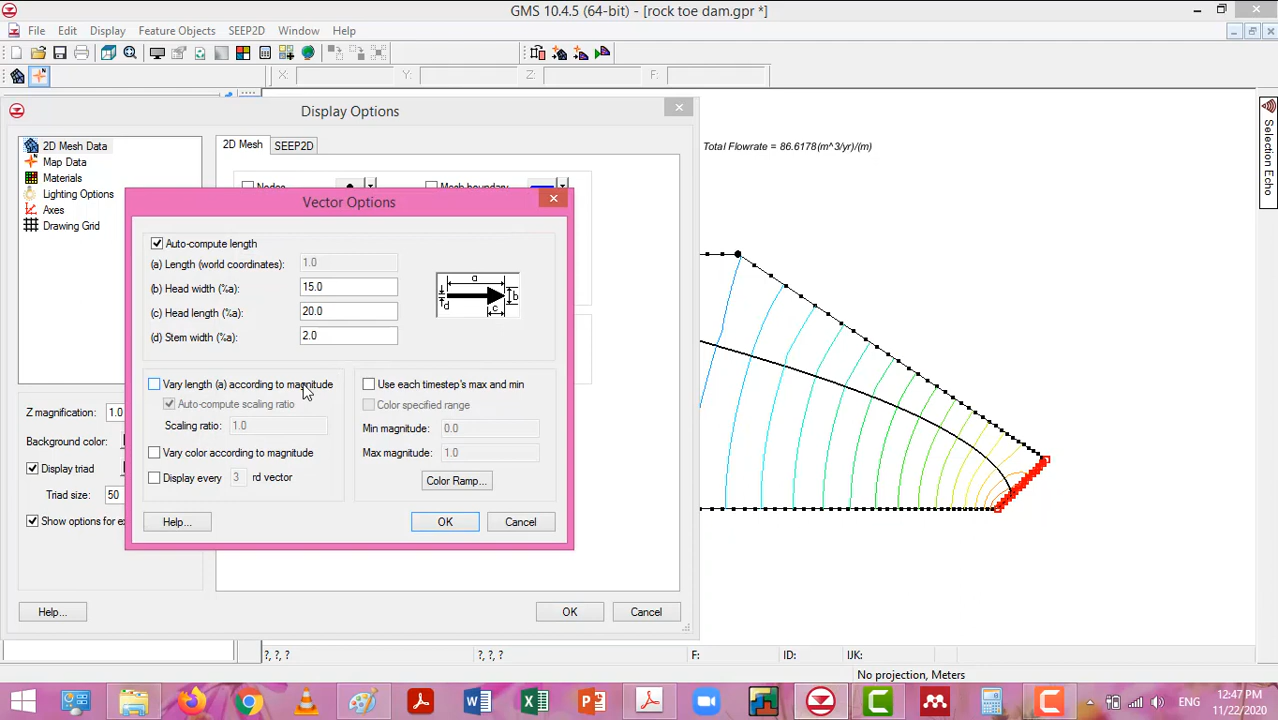 GMS 10.4.5 (64-bit) - [rock toe dam.gpr *]
File Edit Display Feature Objects SEEP2D Window Help
X: Y: Z: F:
Display Options
2D Mesh Data
Map Data
Materials
Lighting Options
Axes
Drawing Grid
2D Mesh SEEP2D
Nodes Mesh boundary
Total Flowrate = 86.6178(m^3/yr)/(m)
Selection Echo
Vector Options
Auto-compute length
(a) Length (world coordinates): 1.0
(b) Head width (%a): 15.0
(c) Head length (%a): 20.0
(d) Stem width (%a): 2.0
a
b
c
d
Vary length (a) according to magnitude
Auto-compute scaling ratio
Scaling ratio: 1.0
Vary color according to magnitude
Display every 3 rd vector
Use each timestep's max and min
Color specified range
Min magnitude: 0.0
Max magnitude: 1.0
Color Ramp...
Help... OK Cancel
Z magnification: 1.0
Background color:
Display triad
Triad size: 50
Show options for e
Help... OK Cancel
?, ?, ? ?, ?, ? F: ID: IJK:
No projection, Meters
ENG
12:47 PM
11/22/2020